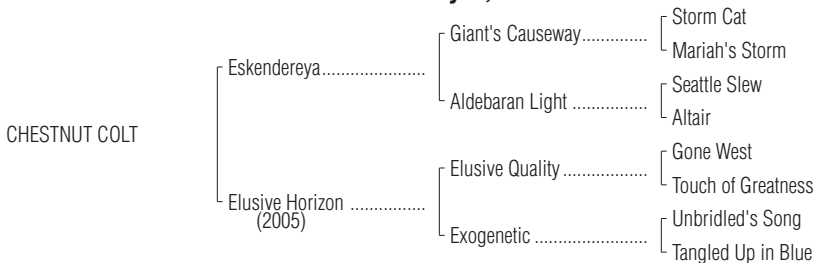 Storm Cat
Giant's Causeway..............
Mariah's Storm
Eskendereya......................
Seattle Slew
Aldebaran Light ................
Altair
CHESTNUT COLT
Gone West
Elusive Quality..................
Touch of Greatness
Elusive Horizon ................
(2005)
Unbridled's Song
Exogenetic ........................
Tangled Up in Blue